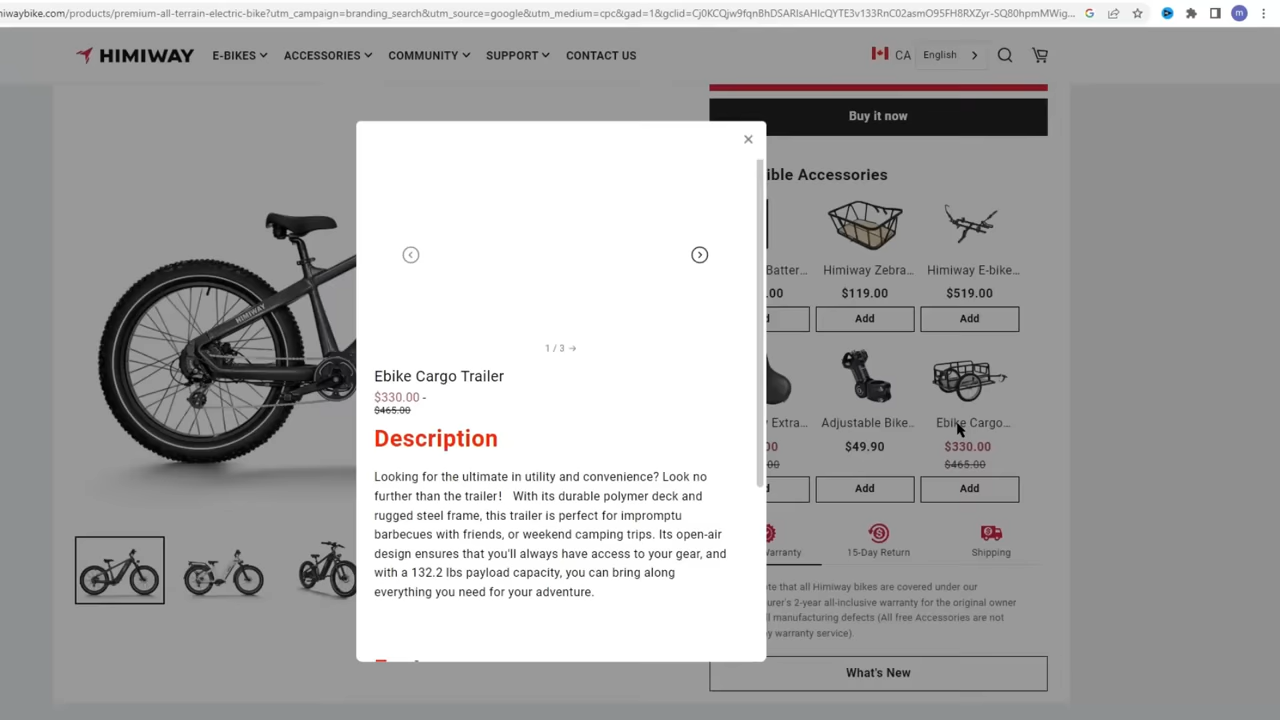 niwaybike.com/products/premium-all-terrain-electric-bike?utm_campaign=branding_search&utm_source=google&utm_medium=cpc&gad=1&gclid=Cj0KCQjw9fqnBhDSARIsAHlcQYTE3v133RnC02asmO95FH8RXZyr-SQ80hpmMWig...
m
HIMIWAY
E-BIKES
ACCESSORIES
COMMUNITY
SUPPORT
CONTACT US
CA
English
Buy it now
ible Accessories
Batter...
Himiway Zebra...
Himiway E-bike...
.00
$119.00
$519.00
d
Add
Add
HIMIWAY
1 / 3 →
Ebike Cargo Trailer
$330.00 -
$465.00
Description
Looking for the ultimate in utility and convenience? Look no
further than the trailer!   With its durable polymer deck and
rugged steel frame, this trailer is perfect for impromptu
barbecues with friends, or weekend camping trips. Its open-air
design ensures that you'll always have access to your gear, and
with a 132.2 lbs payload capacity, you can bring along
everything you need for your adventure.
y Extra...
Adjustable Bike...
Ebike Cargo...
00
$49.90
$330.00
00
$465.00
d
Add
Add
Warranty
15-Day Return
Shipping
ote that all Himiway bikes are covered under our
urer's 2-year all-inclusive warranty for the original owner
ll manufacturing defects (All free Accessories are not
y warranty service).
What's New